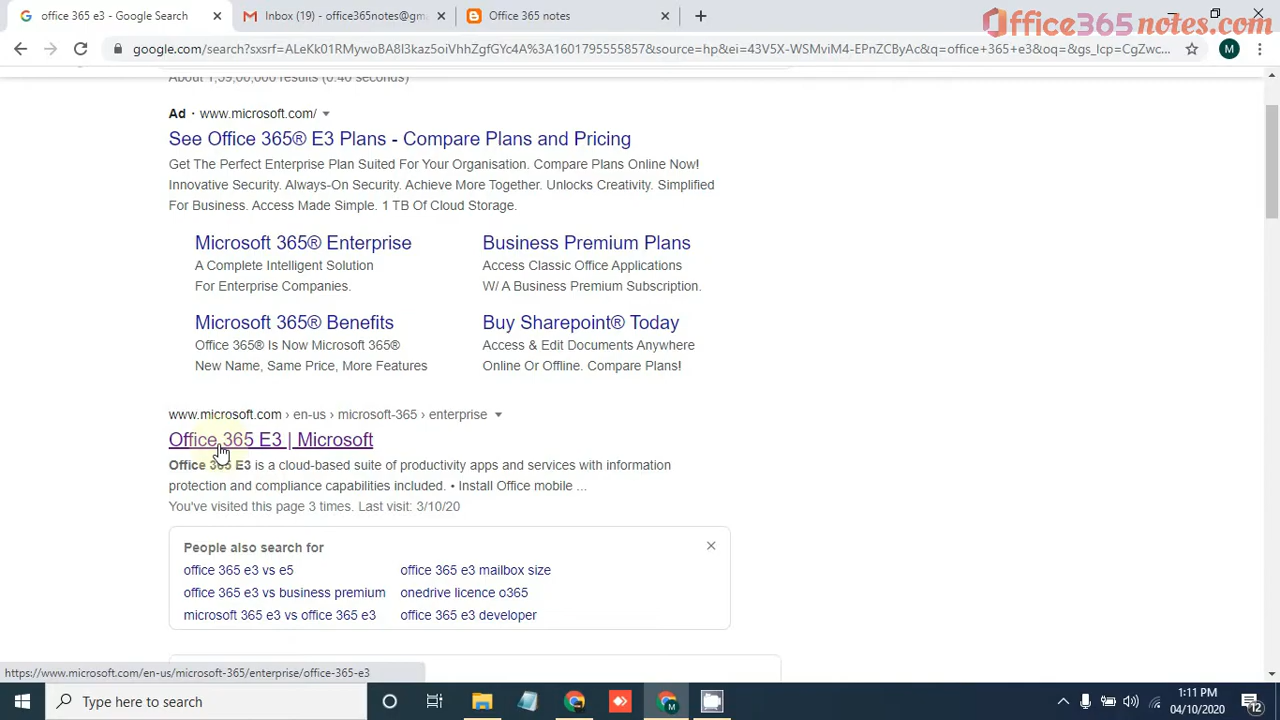 office 365 e3 - Google Search
Inbox (19) - office365notes@gm
Office 365 notes
Office365notes.com
google.com/search?sxsrf=ALeKk01RMywoBA8I3kaz5oiVhhZgfGYc4A%3A1601795555857&source=hp&ei=43V5X-WSMviM4-EPnZCByAc&q=office+365+e3&oq=&gs_lcp=CgZwc...
M
About 1,59,00,000 results (0.40 seconds)
Ad · www.microsoft.com/
See Office 365® E3 Plans - Compare Plans and Pricing
Get The Perfect Enterprise Plan Suited For Your Organisation. Compare Plans Online Now!
Innovative Security. Always-On Security. Achieve More Together. Unlocks Creativity. Simplified
For Business. Access Made Simple. 1 TB Of Cloud Storage.
Microsoft 365® Enterprise
A Complete Intelligent Solution
For Enterprise Companies.
Business Premium Plans
Access Classic Office Applications
W/ A Business Premium Subscription.
Microsoft 365® Benefits
Office 365® Is Now Microsoft 365®
New Name, Same Price, More Features
Buy Sharepoint® Today
Access & Edit Documents Anywhere
Online Or Offline. Compare Plans!
www.microsoft.com › en-us › microsoft-365 › enterprise
Office 365 E3 | Microsoft
Office 365 E3 is a cloud-based suite of productivity apps and services with information
protection and compliance capabilities included. • Install Office mobile ...
You've visited this page 3 times. Last visit: 3/10/20
People also search for
office 365 e3 vs e5
office 365 e3 mailbox size
office 365 e3 vs business premium
onedrive licence o365
microsoft 365 e3 vs office 365 e3
office 365 e3 developer
https://www.microsoft.com/en-us/microsoft-365/enterprise/office-365-e3
Type here to search
M
1:11 PM
04/10/2020
12